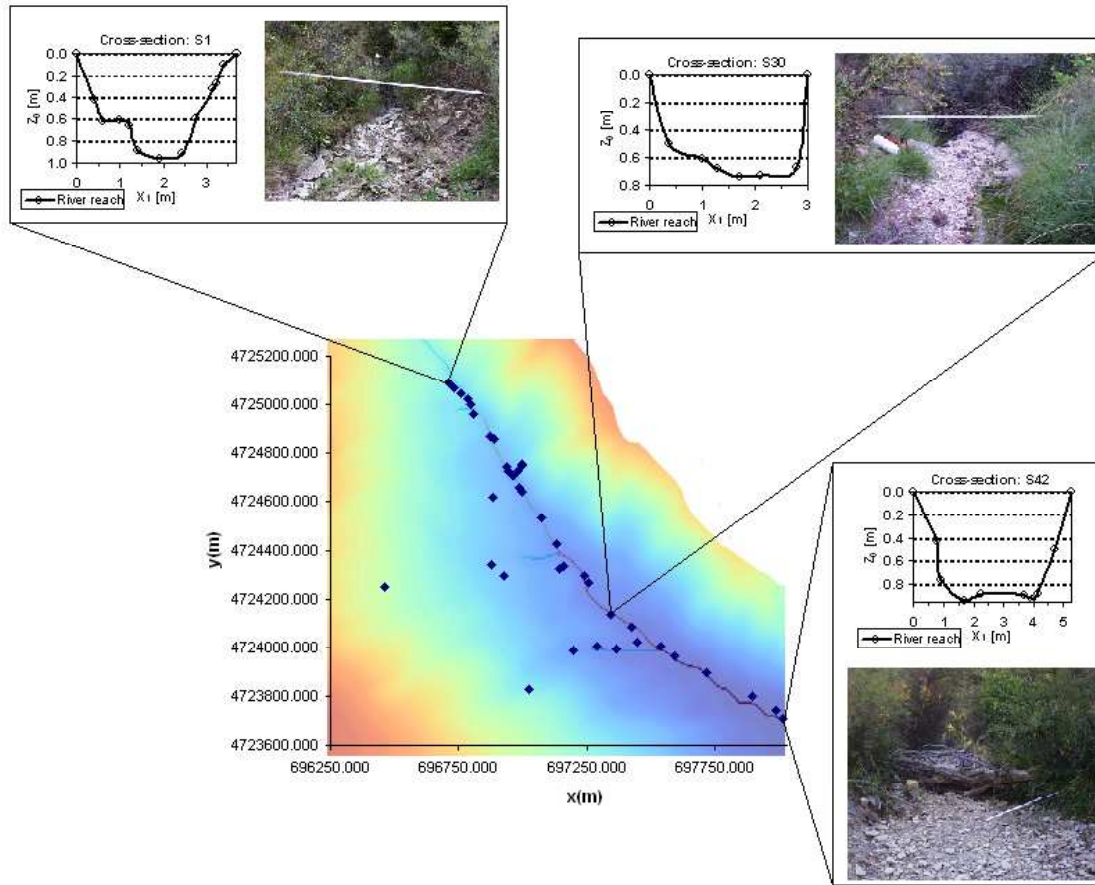 Cross-section: S1
0.0
0.2
0.4
0.6
0.8
1.0
Z₀ [m]
0 1 2 3
X₁ [m]
River reach
Cross-section: S30
0.0
0.2
0.4
0.6
0.8
Z₀ [m]
0 1 2 3
X₁ [m]
River reach
4725200.000
4725000.000
4724800.000
4724600.000
4724400.000
4724200.000
4724000.000
4723800.000
4723600.000
y(m)
696250.000 696750.000 697250.000 697750.000
x(m)
Cross-section: S42
0.0
0.2
0.4
0.6
0.8
Z₀ [m]
0 1 2 3 4 5
X₁ [m]
River reach